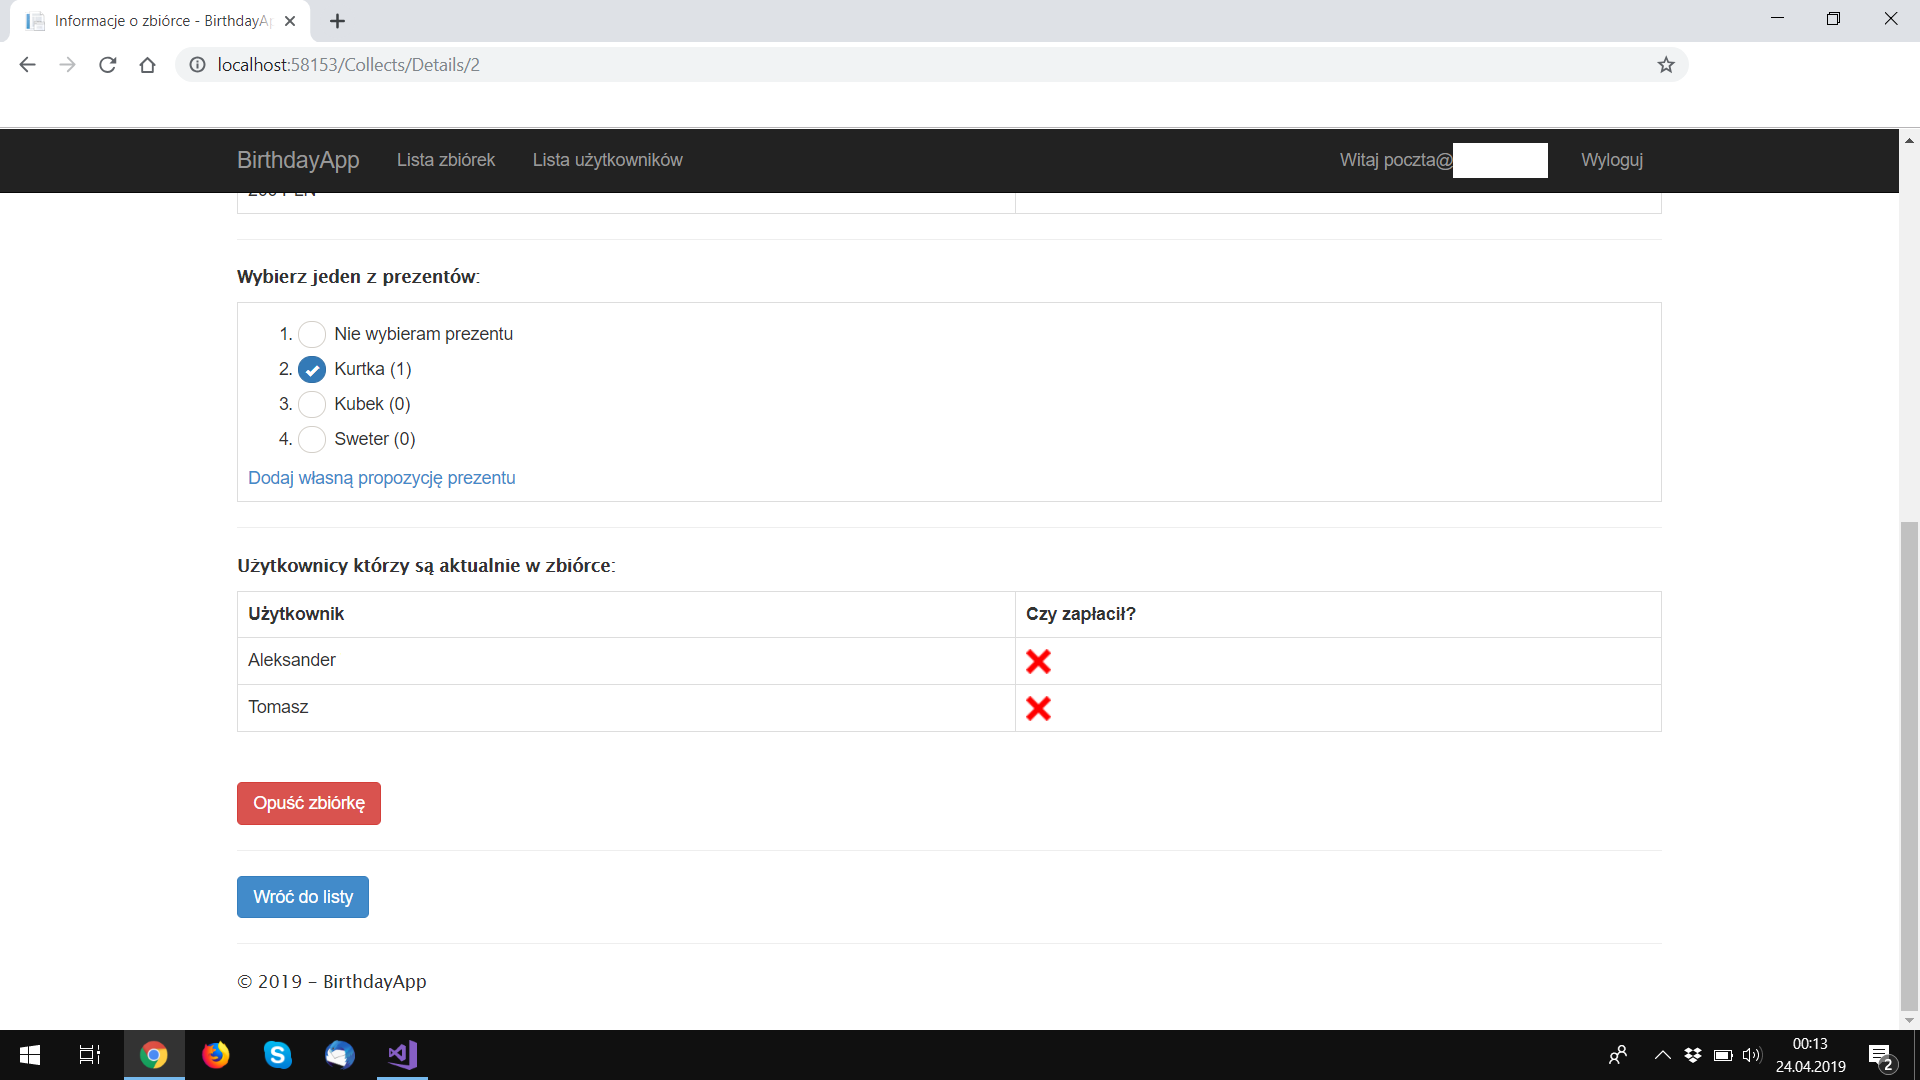 Informacje o zbiórce - BirthdayAp
localhost:58153/Collects/Details/2
BirthdayApp Lista zbiórek Lista użytkowników Witaj poczta@ Wyloguj
Wybierz jeden z prezentów:
1. Nie wybieram prezentu
2. Kurtka (1)
3. Kubek (0)
4. Sweter (0)
Dodaj własną propozycję prezentu
Użytkownicy którzy są aktualnie w zbiórce:
Użytkownik Czy zapłacił?
Aleksander
Tomasz
Opuść zbiórkę
Wróć do listy
© 2019 - BirthdayApp
00:13
24.04.2019
2